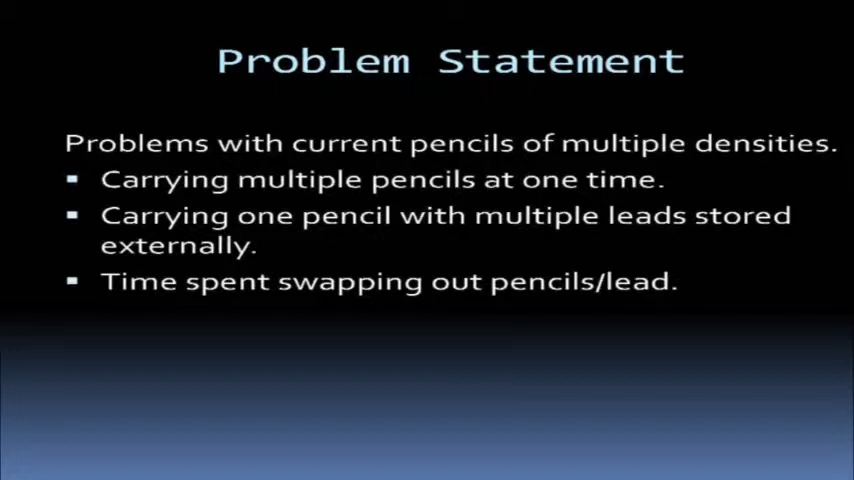 Problem Statement
Problems with current pencils of multiple densities.
Carrying multiple pencils at one time.
Carrying one pencil with multiple leads stored
externally.
Time spent swapping out pencils/lead.